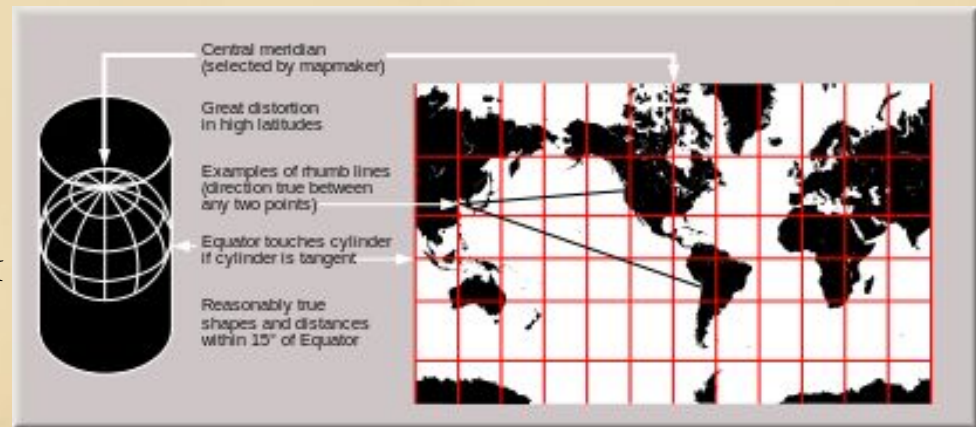 Central meridian
(selected by mapmaker)
Great distortion
in high latitudes
Examples of rhumb lines
(direction true between
any two points)
Equator touches cylinder
if cylinder is tangent
Reasonably true
shapes and distances
within 15° of Equator